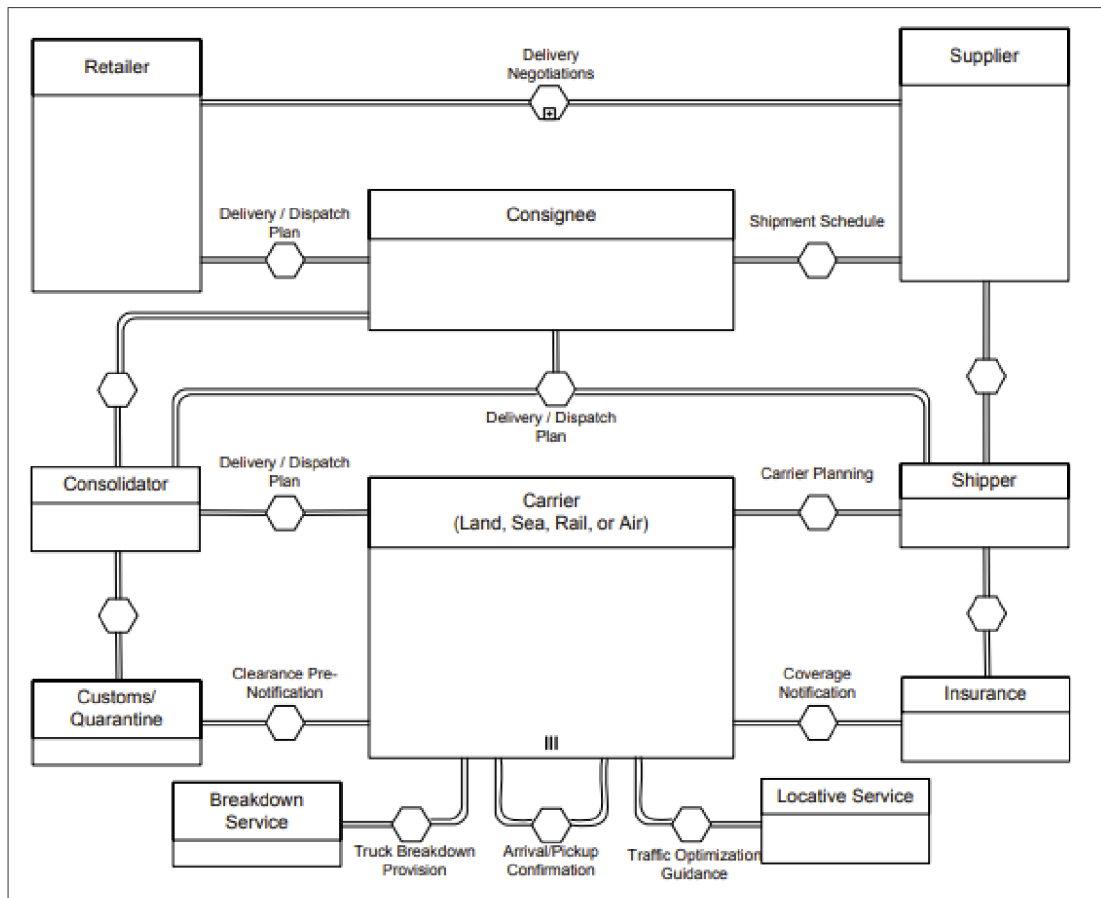 Retailer
Delivery
Negotiations
Supplier
Delivery / Dispatch
Plan
Consignee
Shipment Schedule
Delivery / Dispatch
Plan
Consolidator
Delivery / Dispatch
Plan
Carrier
(Land, Sea, Rail, or Air)
Carrier Planning
Shipper
Customs/
Quarantine
Clearance Pre-
Notification
Coverage
Notification
Insurance
Breakdown
Service
Truck Breakdown
Provision
Arrival/Pickup
Confirmation
Traffic Optimization
Guidance
Locative Service